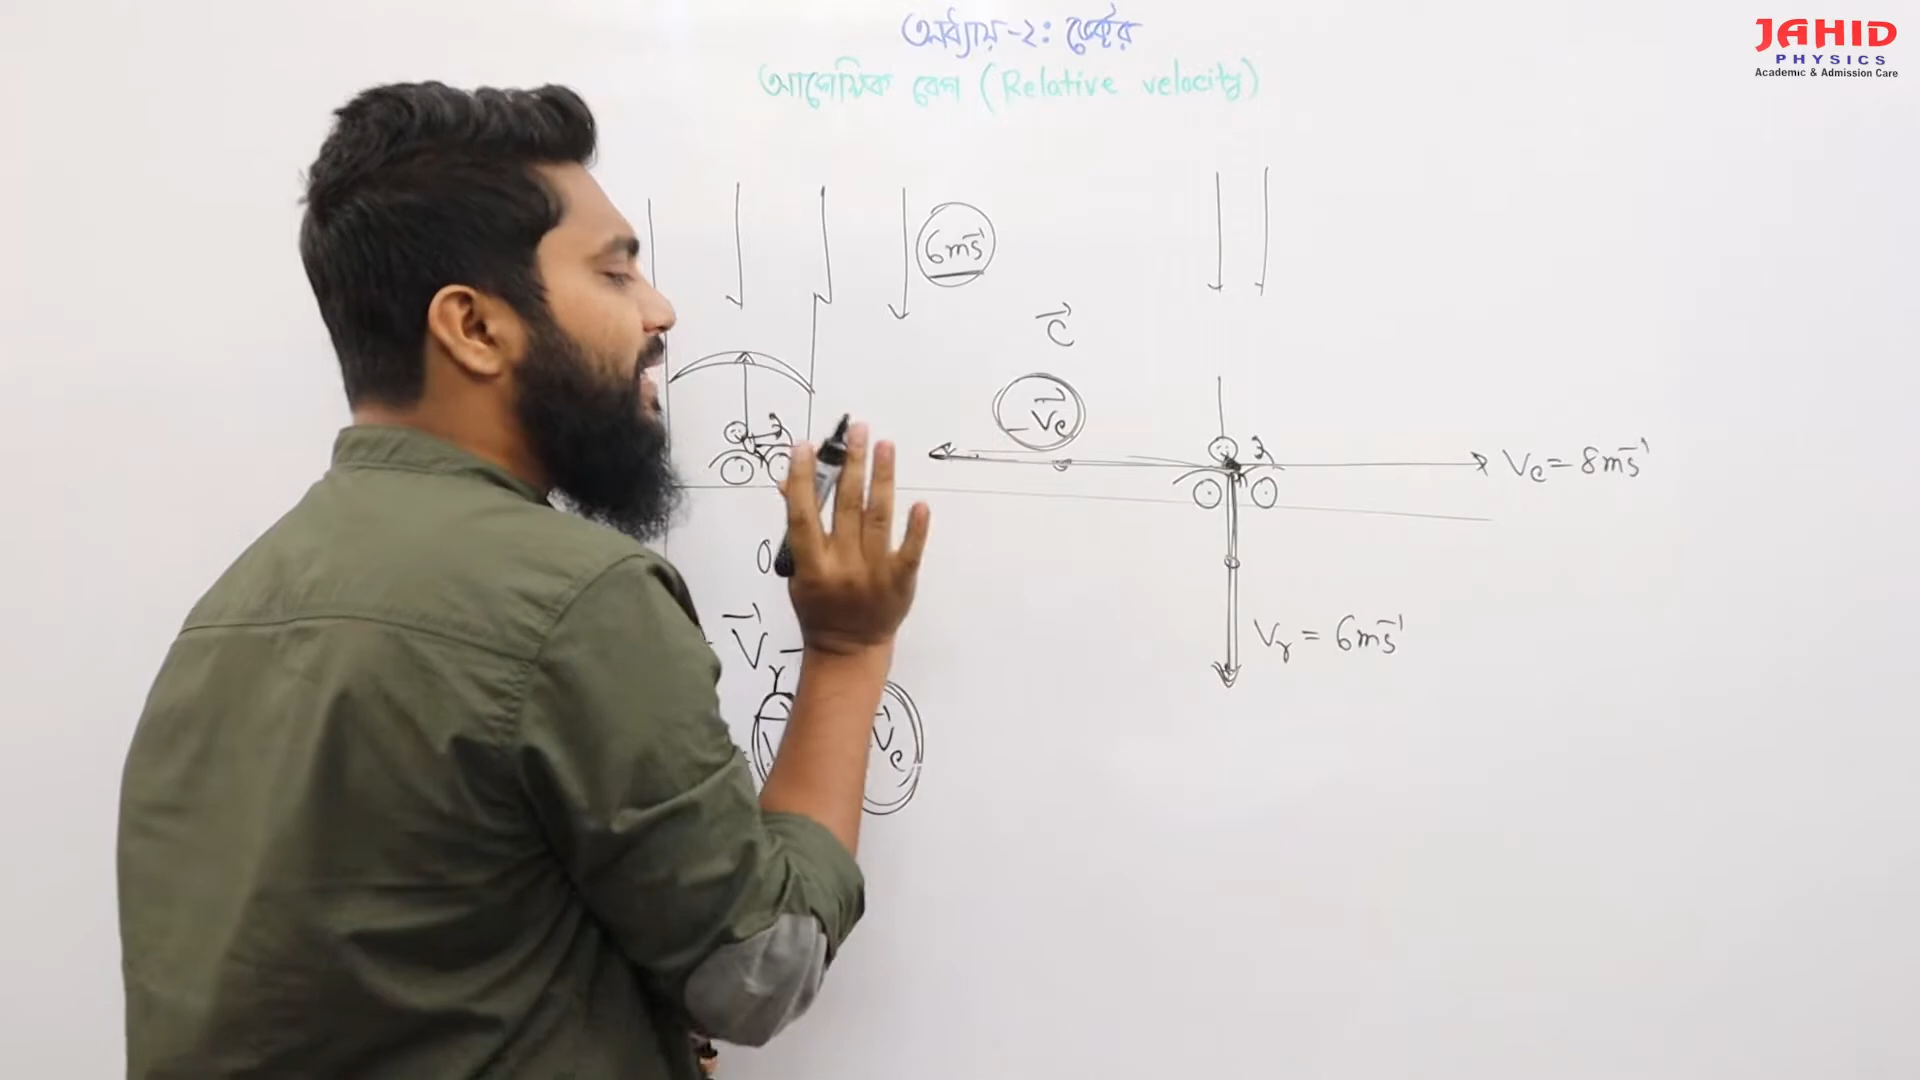 অধ্যায়-২: ভেক্টর
আপেক্ষিক বেগ (Relative velocity)
JAHID
PHYSICS
Academic & Admission Care
6ms⁻¹
C⃗
-V⃗c
Vc = 8ms⁻¹
0
V⃗r -
Vr = 6ms⁻¹
V⃗c